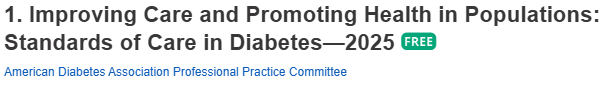 1. Improving Care and Promoting Health in Populations:
Standards of Care in Diabetes—2025 FREE
American Diabetes Association Professional Practice Committee